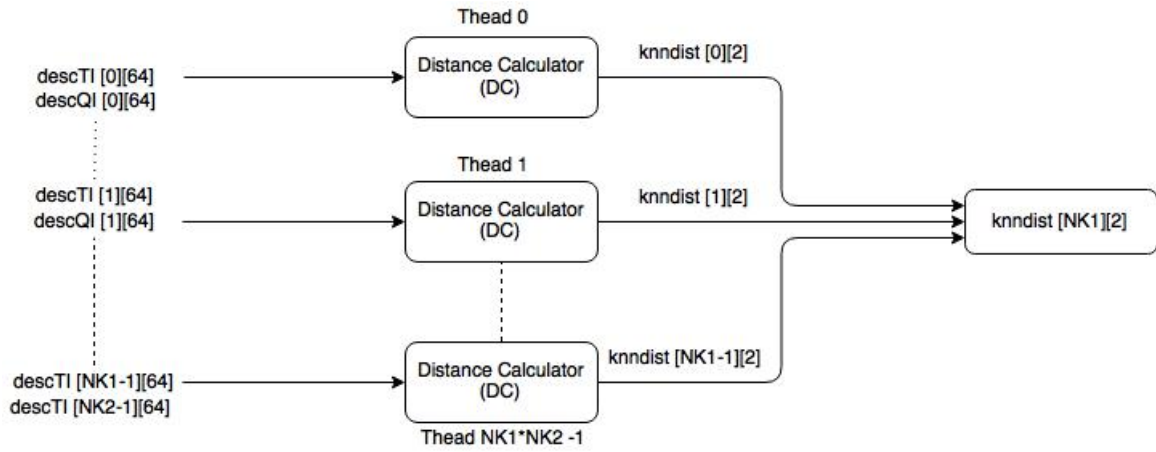 Thead 0
descTI [0][64]
descQI [0][64]
Distance Calculator
(DC)
knndist [0][2]
Thead 1
descTI [1][64]
descQI [1][64]
Distance Calculator
(DC)
knndist [1][2]
knndist [NK1][2]
descTI [NK1-1][64]
descTI [NK2-1][64]
Distance Calculator
(DC)
knndist [NK1-1][2]
Thead NK1*NK2 -1